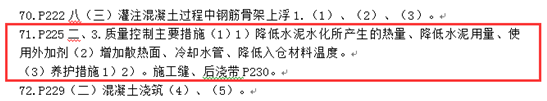 70.P222 八（三）灌注混凝土过程中钢筋骨架上浮 1.（1）、（2）、（3）。
71.P225 二、3.质量控制主要措施（1）1）降低水泥水化所产生的热量、降低水泥用量、使
用外加剂（2）增加散热面、冷却水管、降低入仓材料温度。
（3）养护措施 1）2）。施工缝、后浇带 P230。
72.P229（二）混凝土浇筑（4）、（5）。